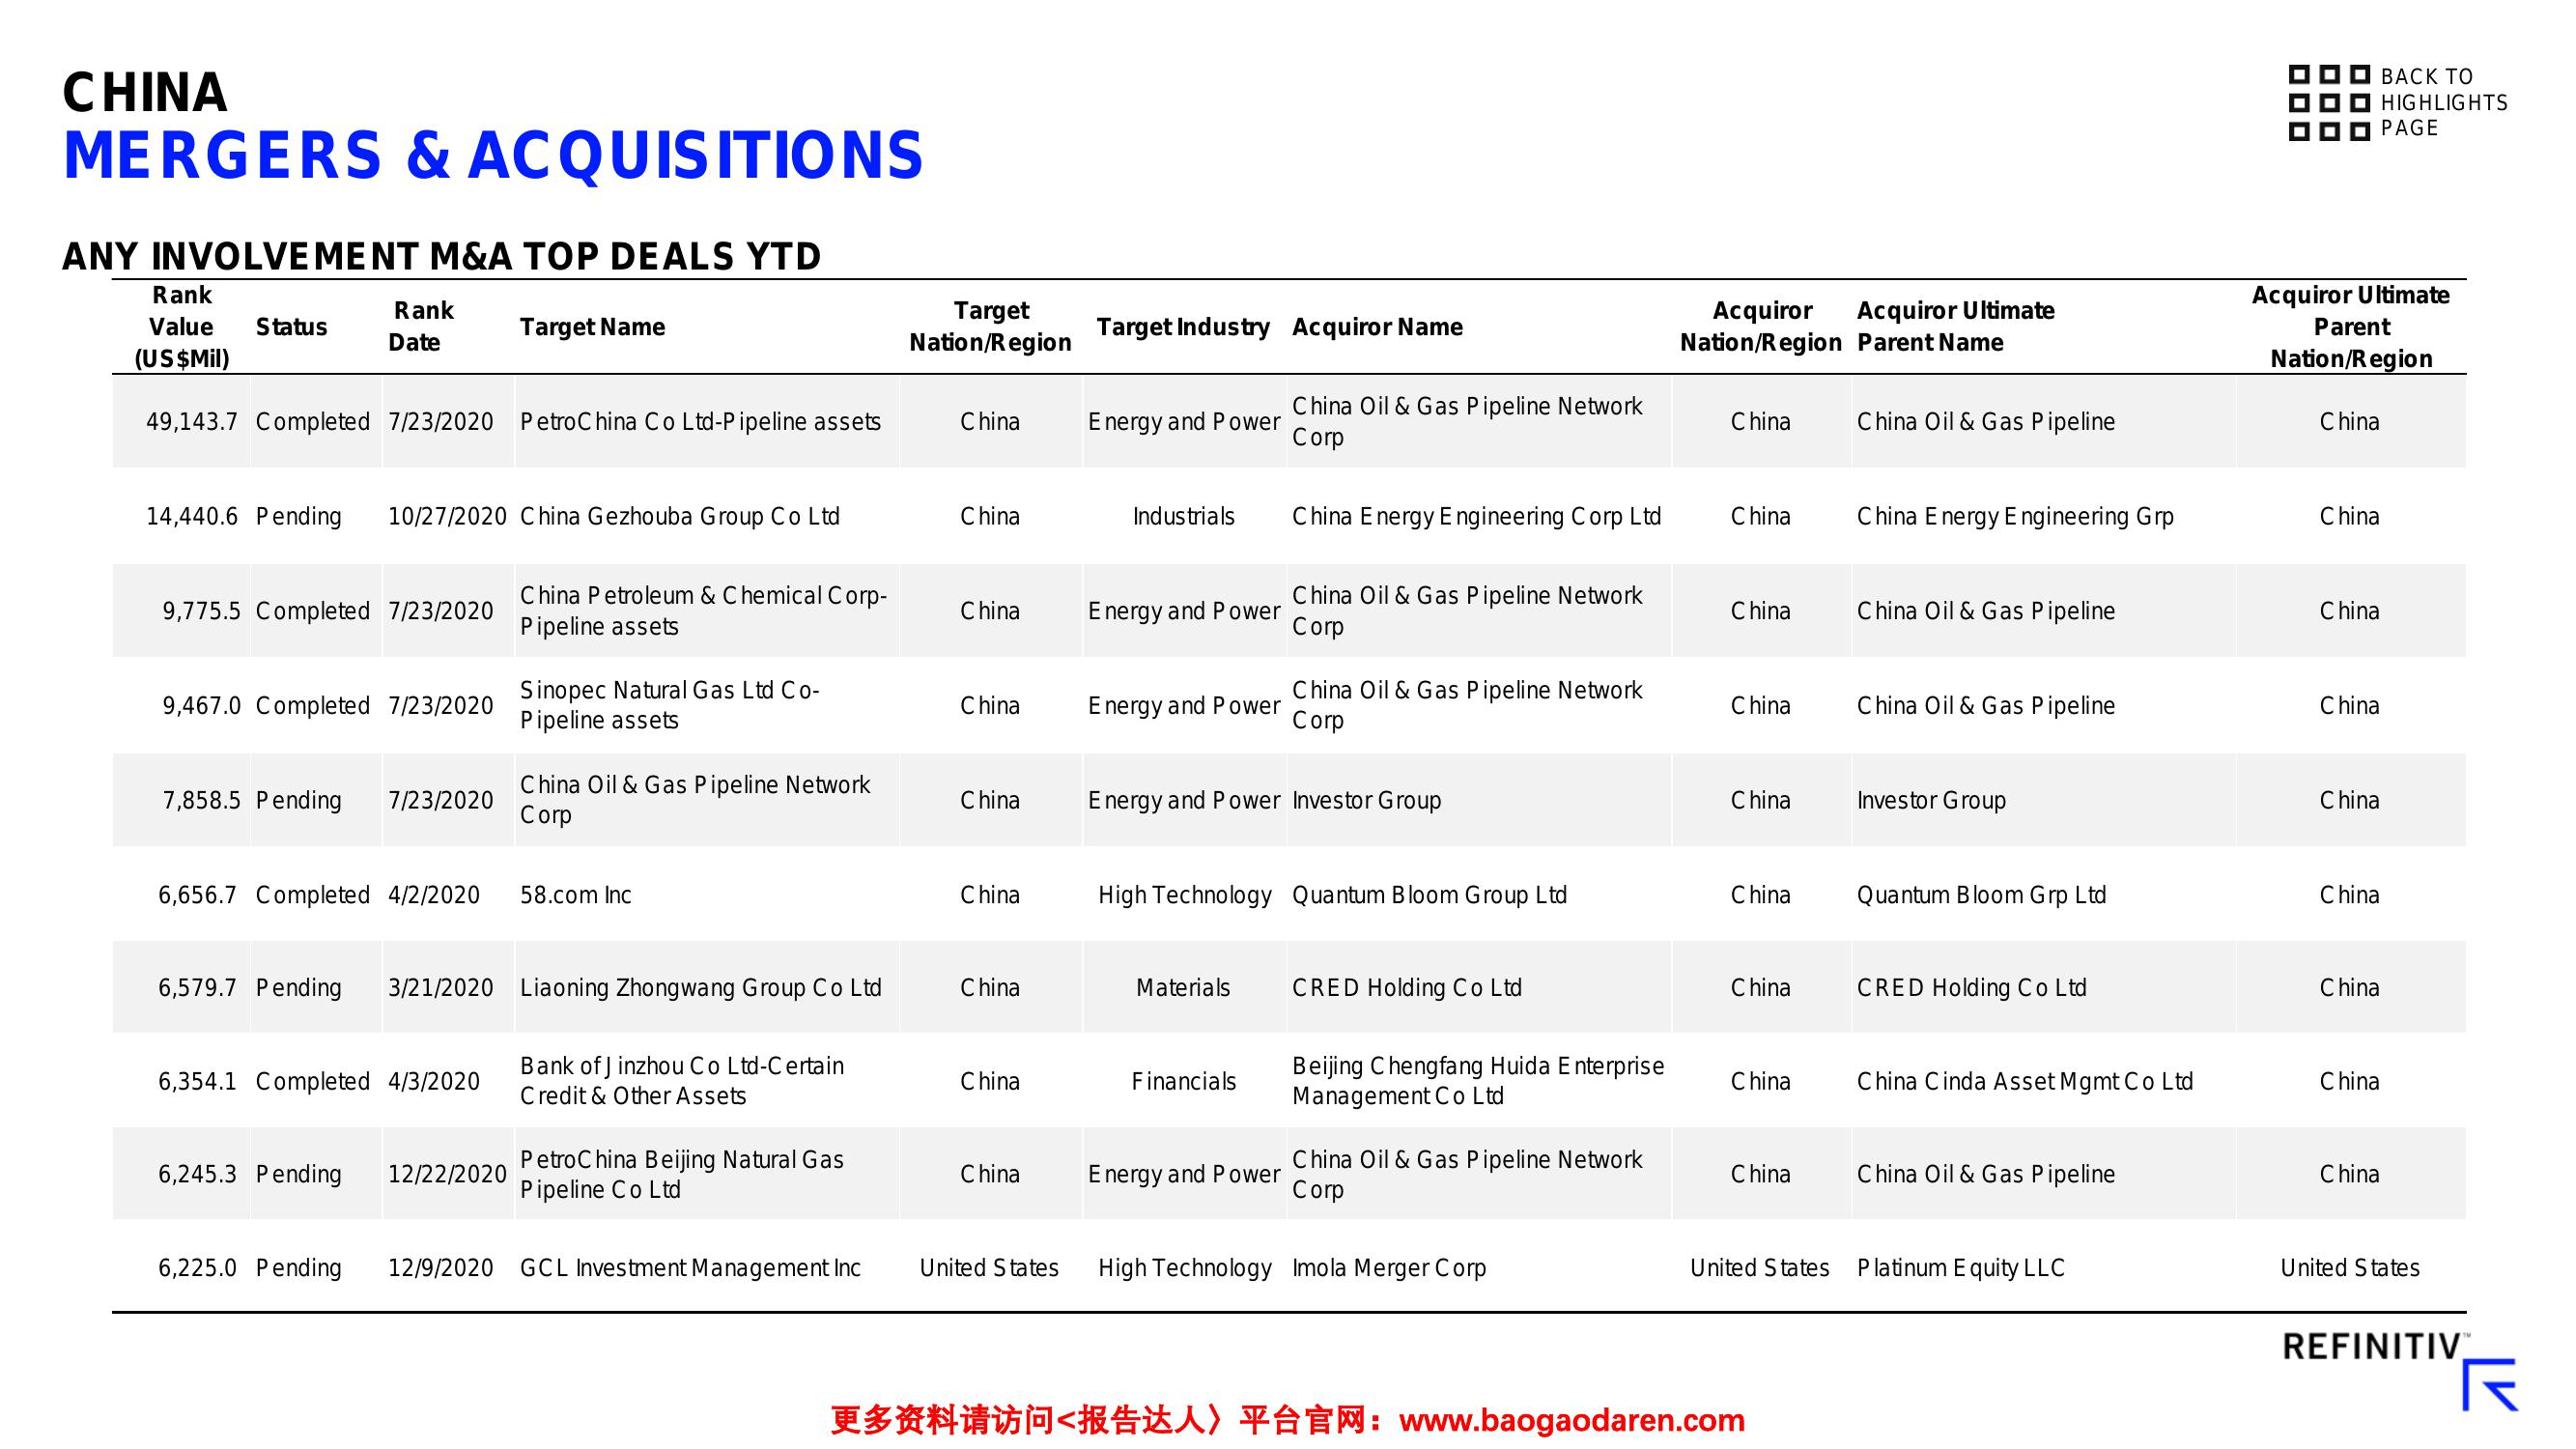 CHINA
MERGERS & ACQUISITIONS
BACK TO
HIGHLIGHTS
PAGE
ANY INVOLVEMENT M&A TOP DEALS YTD
Rank Value (US$Mil) Status Rank Date Target Name Target Nation/Region Target Industry Acquiror Name Acquiror Nation/Region Acquiror Ultimate Parent Name Acquiror Ultimate Parent Nation/Region
49,143.7 Completed 7/23/2020 PetroChina Co Ltd-Pipeline assets China Energy and Power China Oil & Gas Pipeline Network Corp China China Oil & Gas Pipeline China
14,440.6 Pending 10/27/2020 China Gezhouba Group Co Ltd China Industrials China Energy Engineering Corp Ltd China China Energy Engineering Grp China
9,775.5 Completed 7/23/2020 China Petroleum & Chemical Corp-Pipeline assets China Energy and Power China Oil & Gas Pipeline Network Corp China China Oil & Gas Pipeline China
9,467.0 Completed 7/23/2020 Sinopec Natural Gas Ltd Co-Pipeline assets China Energy and Power China Oil & Gas Pipeline Network Corp China China Oil & Gas Pipeline China
7,858.5 Pending 7/23/2020 China Oil & Gas Pipeline Network Corp China Energy and Power Investor Group China Investor Group China
6,656.7 Completed 4/2/2020 58.com Inc China High Technology Quantum Bloom Group Ltd China Quantum Bloom Grp Ltd China
6,579.7 Pending 3/21/2020 Liaoning Zhongwang Group Co Ltd China Materials CRED Holding Co Ltd China CRED Holding Co Ltd China
6,354.1 Completed 4/3/2020 Bank of Jinzhou Co Ltd-Certain Credit & Other Assets China Financials Beijing Chengfang Huida Enterprise Management Co Ltd China China Cinda Asset Mgmt Co Ltd China
6,245.3 Pending 12/22/2020 PetroChina Beijing Natural Gas Pipeline Co Ltd China Energy and Power China Oil & Gas Pipeline Network Corp China China Oil & Gas Pipeline China
6,225.0 Pending 12/9/2020 GCL Investment Management Inc United States High Technology Imola Merger Corp United States Platinum Equity LLC United States
REFINITIV™
更多资料请访问<报告达人〉平台官网：www.baogaodaren.com